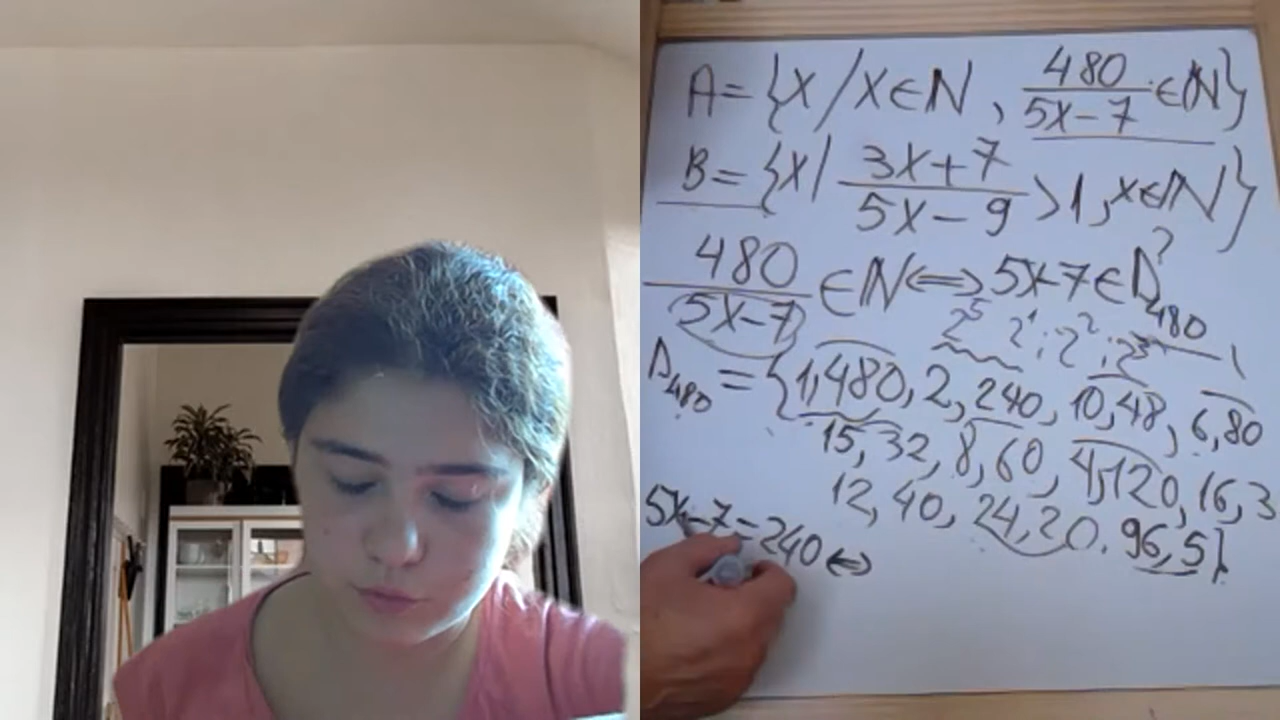 A = {x / x ∈ N, 480/(5x-7) ∈ N}
B = {x | (3x+7)/(5x-9) > 1, x ∈ N}
480/(5x-7) ∈ N ⟺ 5x-7 ∈ D480 ?
2^5 2^1; 2^2; 2^3
D480 = {1, 480, 2, 240, 10, 48, 6, 80
15, 32, 8, 60, 4, 120, 16, 3
12, 40, 24, 20. 96, 5}
5x-7=240 ⟺